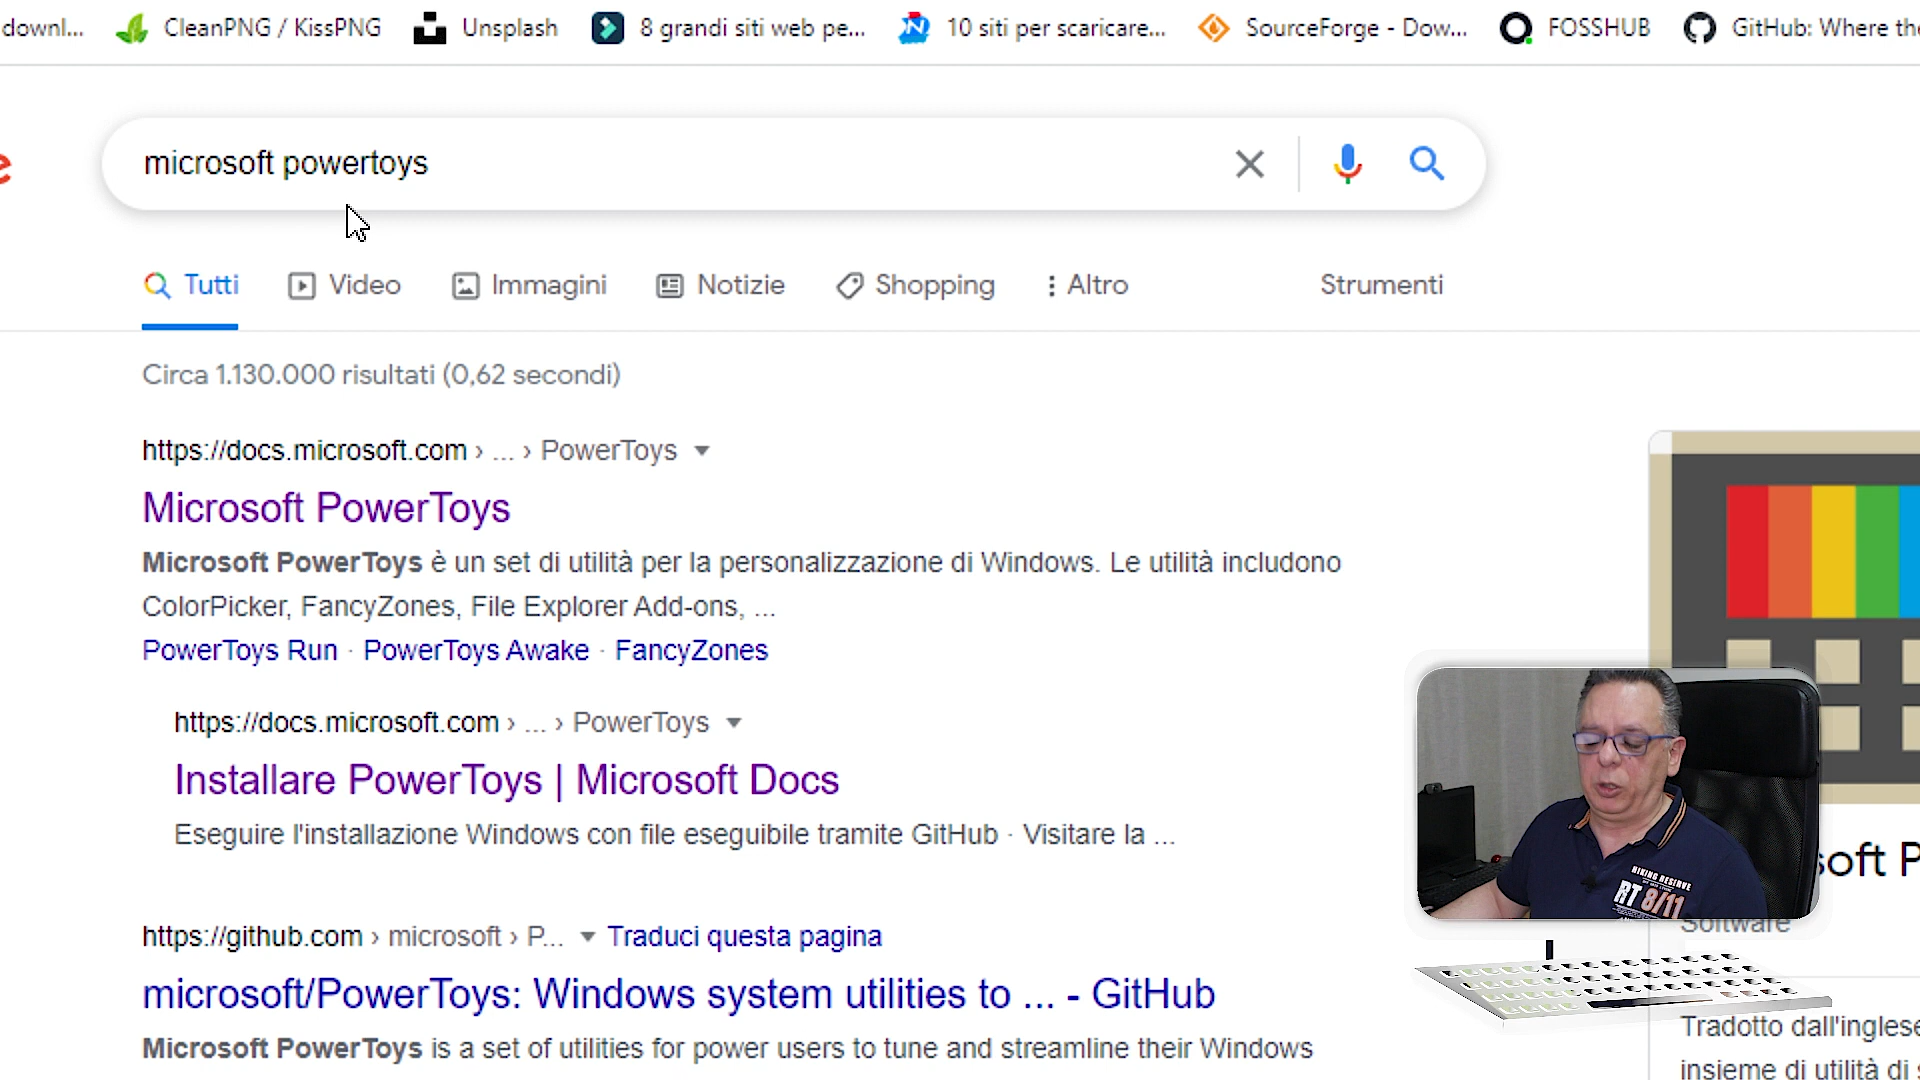 downl...
CleanPNG / KissPNG
Unsplash
8 grandi siti web pe...
10 siti per scaricare...
SourceForge - Dow...
FOSSHUB
GitHub: Where the
microsoft powertoys
Tutti
Video
Immagini
Notizie
Shopping
Altro
Strumenti
Circa 1.130.000 risultati (0,62 secondi)
https://docs.microsoft.com › ... › PowerToys
Microsoft PowerToys
Microsoft PowerToys è un set di utilità per la personalizzazione di Windows. Le utilità includono
ColorPicker, FancyZones, File Explorer Add-ons, ...
PowerToys Run · PowerToys Awake · FancyZones
https://docs.microsoft.com › ... › PowerToys
Installare PowerToys | Microsoft Docs
Eseguire l'installazione Windows con file eseguibile tramite GitHub · Visitare la ...
https://github.com › microsoft › P... Traduci questa pagina
microsoft/PowerToys: Windows system utilities to ... - GitHub
Microsoft PowerToys is a set of utilities for power users to tune and streamline their Windows
RT 8/11
soft P
Software
Tradotto dall'inglese
insieme di utilità di